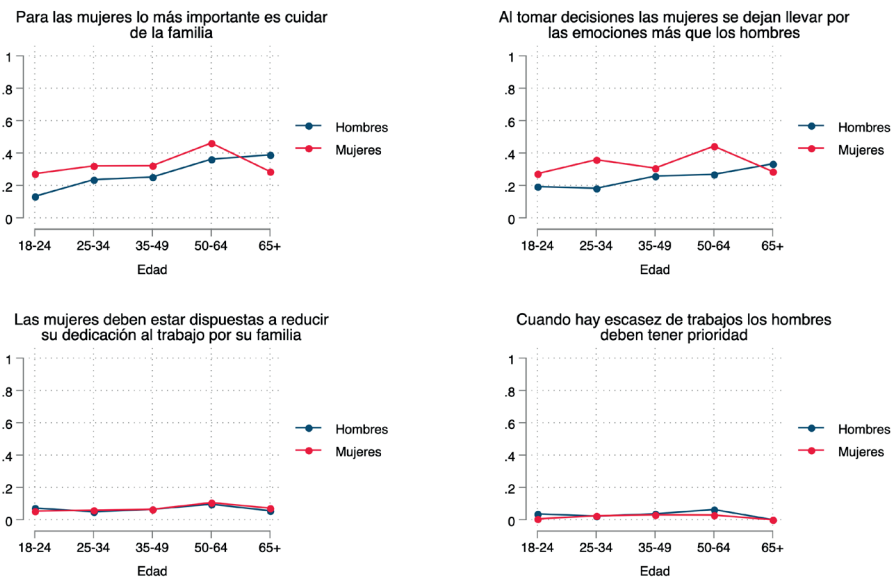 Para las mujeres lo más importante es cuidar
de la familia
1
.8
.6
.4
.2
0
18-24 25-34 35-49 50-64 65+
Edad
Hombres
Mujeres
Al tomar decisiones las mujeres se dejan llevar por
las emociones más que los hombres
1
.8
.6
.4
.2
0
18-24 25-34 35-49 50-64 65+
Edad
Hombres
Mujeres
Las mujeres deben estar dispuestas a reducir
su dedicación al trabajo por su familia
1
.8
.6
.4
.2
0
18-24 25-34 35-49 50-64 65+
Edad
Hombres
Mujeres
Cuando hay escasez de trabajos los hombres
deben tener prioridad
1
.8
.6
.4
.2
0
18-24 25-34 35-49 50-64 65+
Edad
Hombres
Mujeres